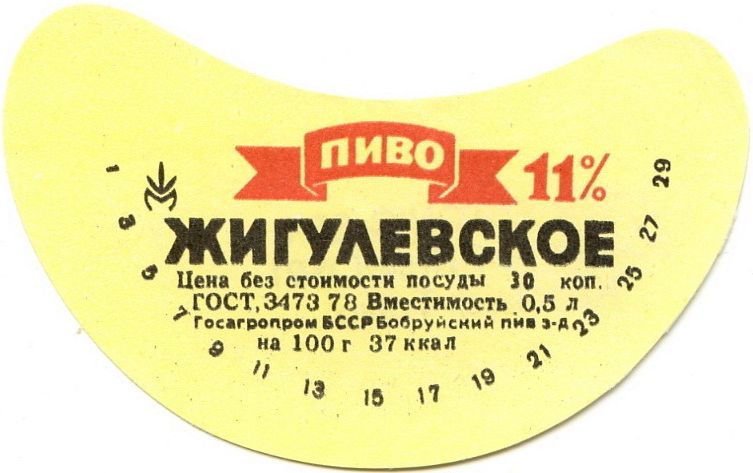 ПИВО
11%
ЖИГУЛЕВСКОЕ
Цена без стоимости посуды 30 коп.
ГОСТ, 3473 78 Вместимость 0,5 л
Госагропром БССР Бобруйский пив з-д
на 100 г 37 ккал
1 3 5 7 9 11 13 15 17 19 21 23 25 27 29